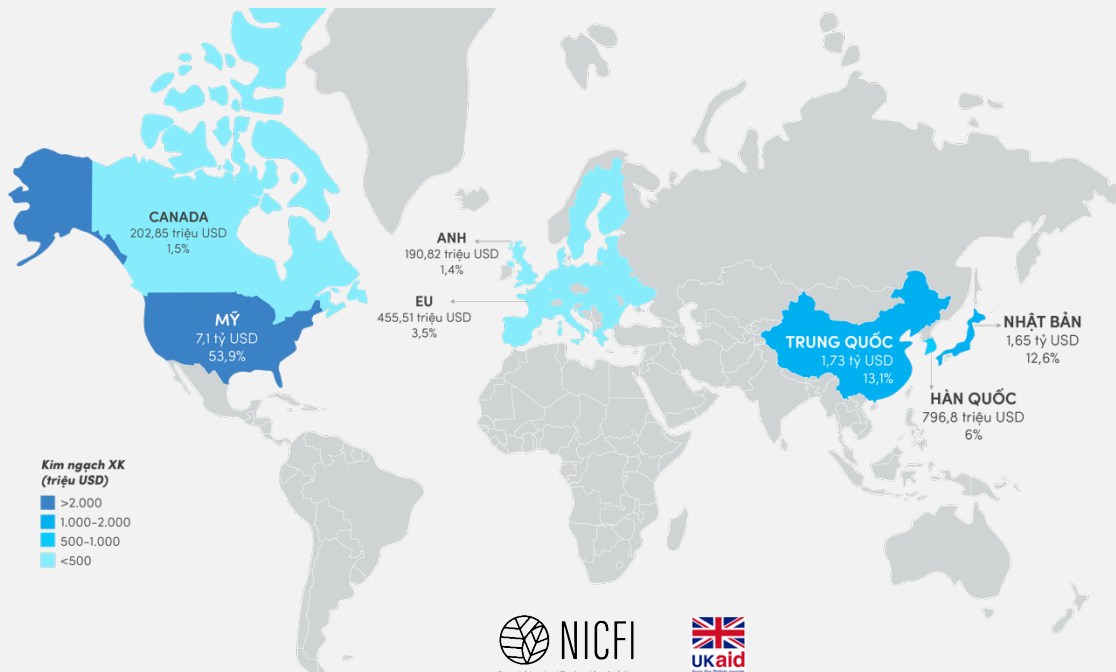 CANADA
202,85 triệu USD
1,5%
ANH
190,82 triệu USD
1,4%
EU
455,51 triệu USD
3,5%
MỸ
7,1 tỷ USD
53,9%
TRUNG QUỐC
1,73 tỷ USD
13,1%
NHẬT BẢN
1,65 tỷ USD
12,6%
HÀN QUỐC
796,8 triệu USD
6%
Kim ngạch XK
(triệu USD)
>2.000
1.000-2.000
500-1.000
<500
NICFI
UKaid